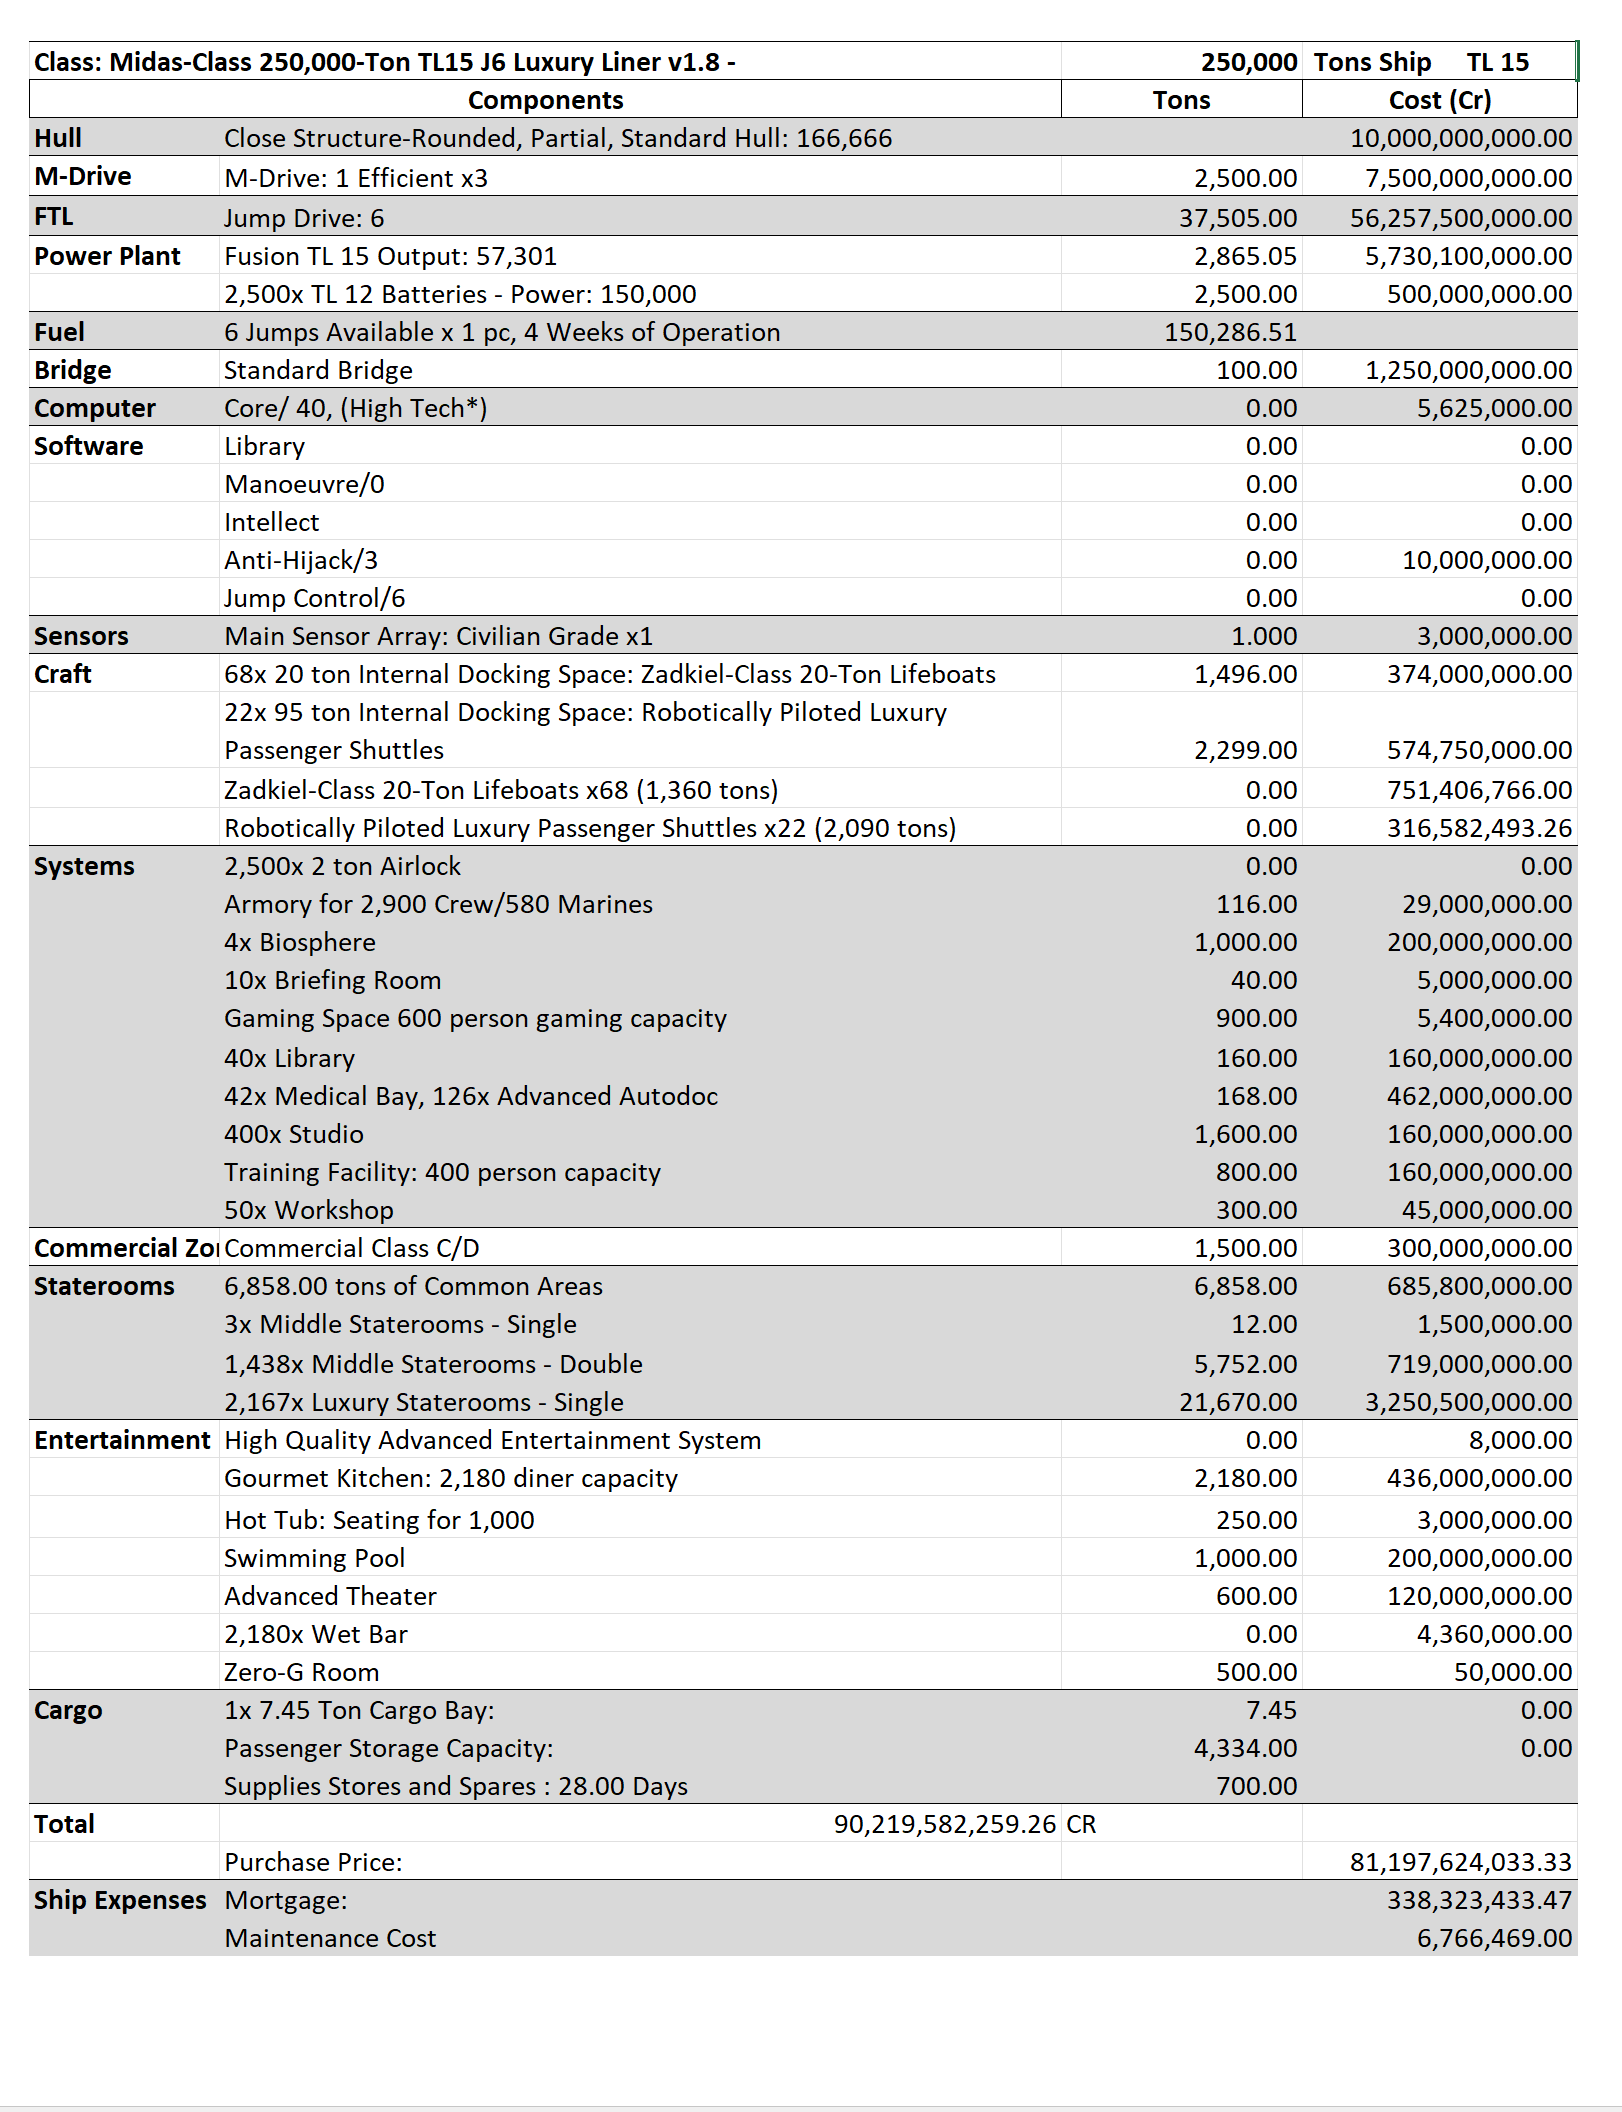 Class: Midas-Class 250,000-Ton TL15 J6 Luxury Liner v1.8 - 250,000 Tons Ship TL 15
Components Tons Cost (Cr)
Hull Close Structure-Rounded, Partial, Standard Hull: 166,666 10,000,000,000.00
M-Drive M-Drive: 1 Efficient x3 2,500.00 7,500,000,000.00
FTL Jump Drive: 6 37,505.00 56,257,500,000.00
Power Plant Fusion TL 15 Output: 57,301 2,865.05 5,730,100,000.00
2,500x TL 12 Batteries - Power: 150,000 2,500.00 500,000,000.00
Fuel 6 Jumps Available x 1 pc, 4 Weeks of Operation 150,286.51
Bridge Standard Bridge 100.00 1,250,000,000.00
Computer Core/ 40, (High Tech*) 0.00 5,625,000.00
Software Library 0.00 0.00
Manoeuvre/0 0.00 0.00
Intellect 0.00 0.00
Anti-Hijack/3 0.00 10,000,000.00
Jump Control/6 0.00 0.00
Sensors Main Sensor Array: Civilian Grade x1 1.000 3,000,000.00
Craft 68x 20 ton Internal Docking Space: Zadkiel-Class 20-Ton Lifeboats 1,496.00 374,000,000.00
22x 95 ton Internal Docking Space: Robotically Piloted Luxury
Passenger Shuttles 2,299.00 574,750,000.00
Zadkiel-Class 20-Ton Lifeboats x68 (1,360 tons) 0.00 751,406,766.00
Robotically Piloted Luxury Passenger Shuttles x22 (2,090 tons) 0.00 316,582,493.26
Systems 2,500x 2 ton Airlock 0.00 0.00
Armory for 2,900 Crew/580 Marines 116.00 29,000,000.00
4x Biosphere 1,000.00 200,000,000.00
10x Briefing Room 40.00 5,000,000.00
Gaming Space 600 person gaming capacity 900.00 5,400,000.00
40x Library 160.00 160,000,000.00
42x Medical Bay, 126x Advanced Autodoc 168.00 462,000,000.00
400x Studio 1,600.00 160,000,000.00
Training Facility: 400 person capacity 800.00 160,000,000.00
50x Workshop 300.00 45,000,000.00
Commercial Zo Commercial Class C/D 1,500.00 300,000,000.00
Staterooms 6,858.00 tons of Common Areas 6,858.00 685,800,000.00
3x Middle Staterooms - Single 12.00 1,500,000.00
1,438x Middle Staterooms - Double 5,752.00 719,000,000.00
2,167x Luxury Staterooms - Single 21,670.00 3,250,500,000.00
Entertainment High Quality Advanced Entertainment System 0.00 8,000.00
Gourmet Kitchen: 2,180 diner capacity 2,180.00 436,000,000.00
Hot Tub: Seating for 1,000 250.00 3,000,000.00
Swimming Pool 1,000.00 200,000,000.00
Advanced Theater 600.00 120,000,000.00
2,180x Wet Bar 0.00 4,360,000.00
Zero-G Room 500.00 50,000.00
Cargo 1x 7.45 Ton Cargo Bay: 7.45 0.00
Passenger Storage Capacity: 4,334.00 0.00
Supplies Stores and Spares : 28.00 Days 700.00
Total 90,219,582,259.26 CR
Purchase Price: 81,197,624,033.33
Ship Expenses Mortgage: 338,323,433.47
Maintenance Cost 6,766,469.00